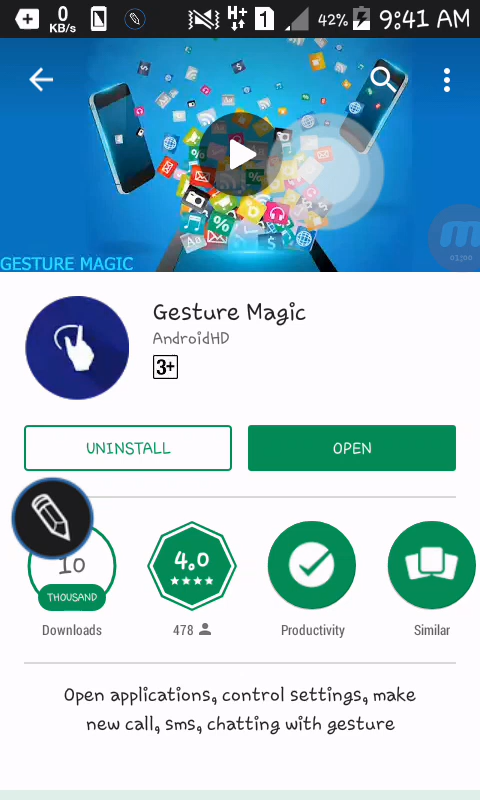 0
KB/s
H+
1
42%
9:41 AM
GESTURE MAGIC
Gesture Magic
AndroidHD
3+
UNINSTALL
OPEN
10
THOUSAND
Downloads
4.0
478
Productivity
Similar
Open applications, control settings, make
new call, sms, chatting with gesture